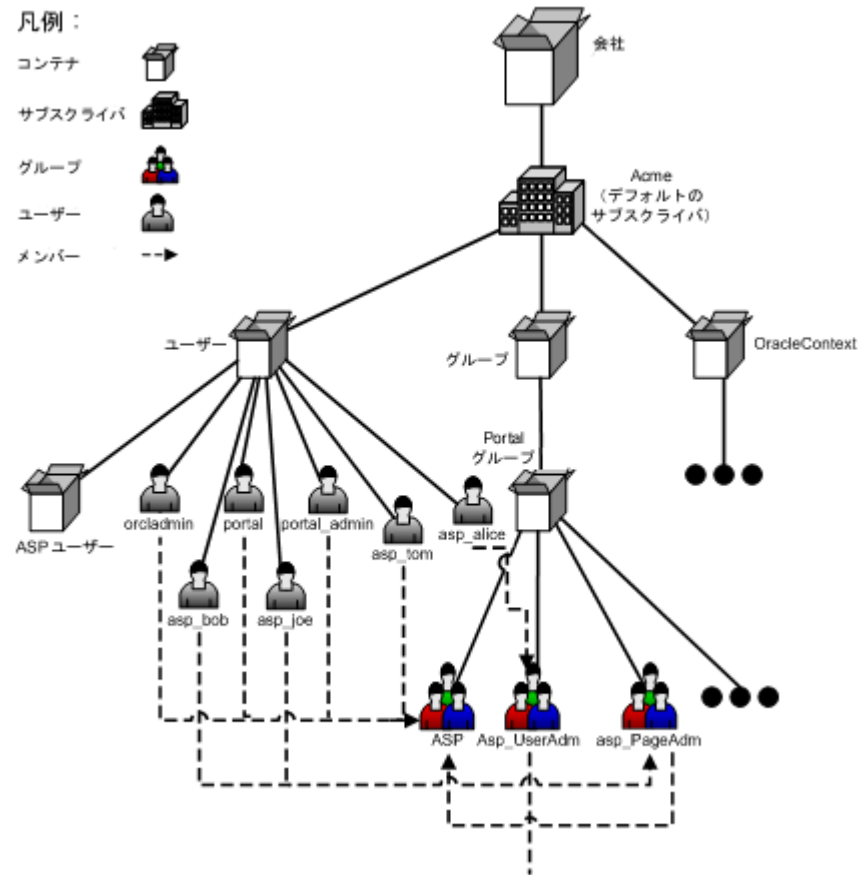 凡例：
コンテナ
サブスクライバ
グループ
ユーザー
メンバー
会社
Acme
（デフォルトの
サブスクライバ）
ユーザー
グループ
OracleContext
Portal
グループ
ASP ユーザー
orcladmin
portal
portal_admin
asp_tom
asp_alice
asp_bob
asp_joe
ASP
Asp_UserAdm
asp_PageAdm